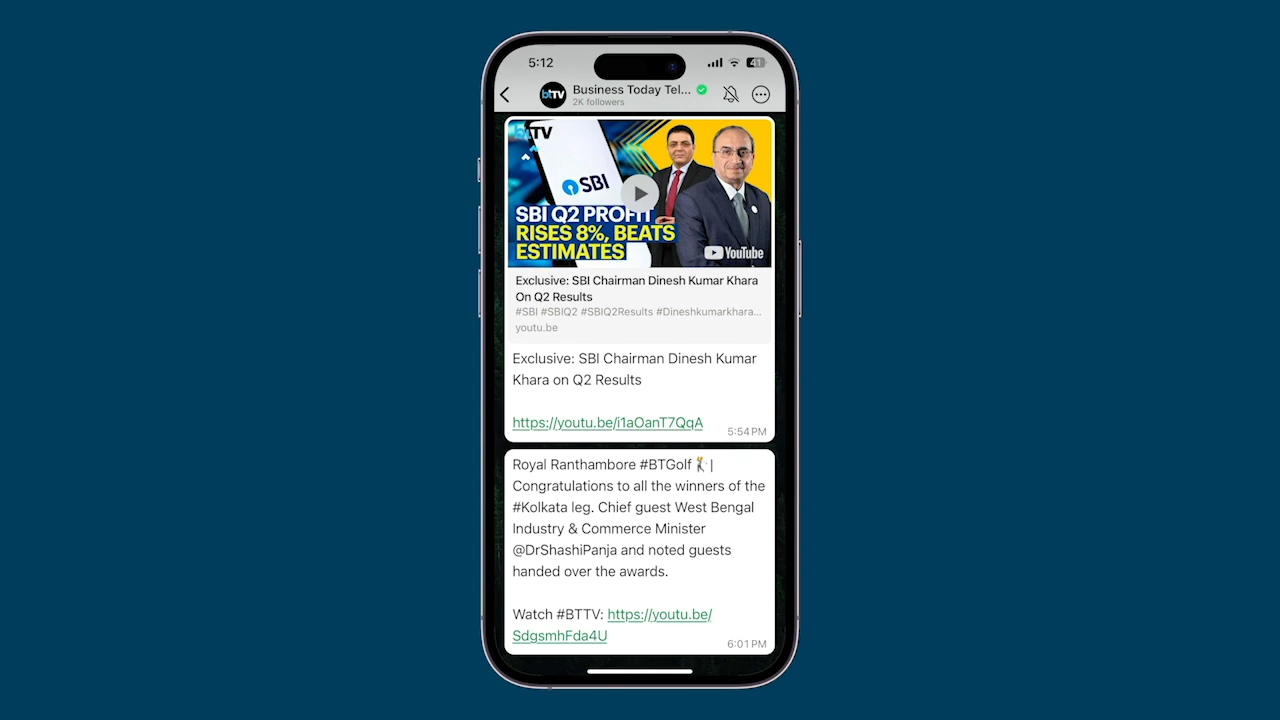 5:12
41
btTV
Business Today Tel...
2K followers
btTV
SBI
SBI Q2 PROFIT
RISES 8%, BEATS
ESTIMATES
YouTube
Exclusive: SBI Chairman Dinesh Kumar Khara
On Q2 Results
#SBI #SBIQ2 #SBIQ2Results #Dineshkumarkhara...
youtu.be
Exclusive: SBI Chairman Dinesh Kumar
Khara on Q2 Results
https://youtu.be/i1aOanT7QqA
5:54 PM
Royal Ranthambore #BTGolf🏌|
Congratulations to all the winners of the
#Kolkata leg. Chief guest West Bengal
Industry & Commerce Minister
@DrShashiPanja and noted guests
handed over the awards.
Watch #BTTV: https://youtu.be/
SdgsmhFda4U
6:01 PM